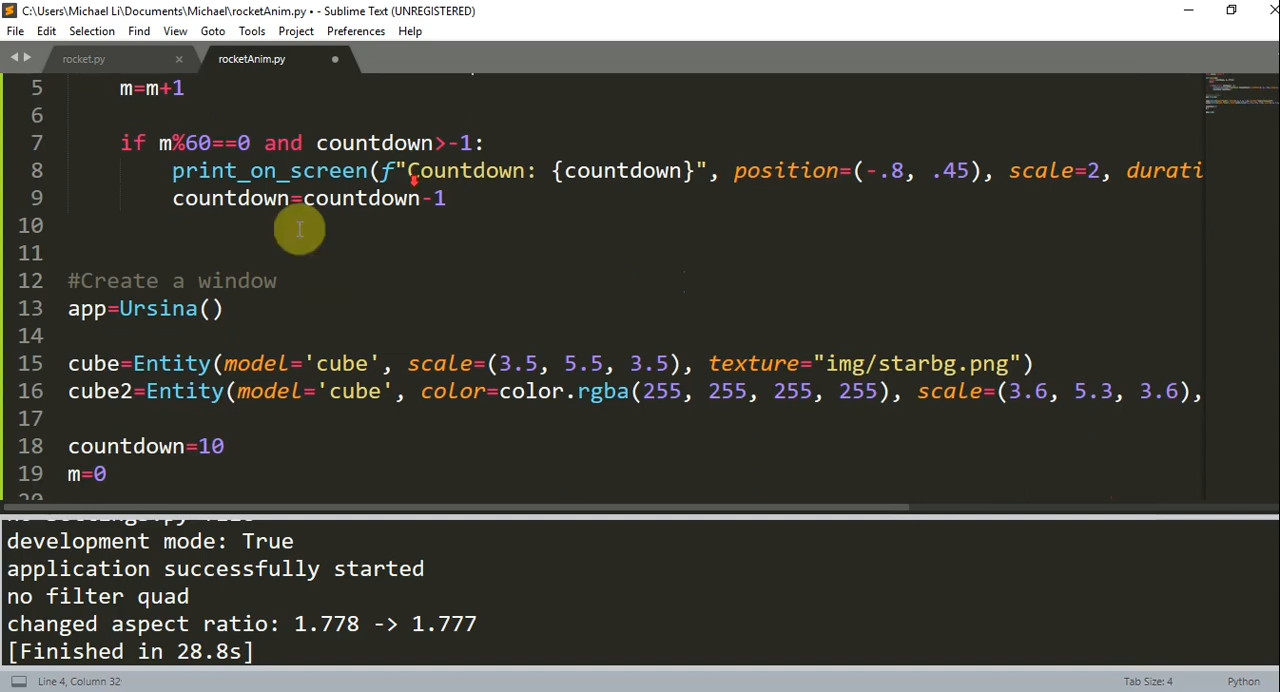 C:\Users\Michael Li\Documents\Michael\rocketAnim.py • - Sublime Text (UNREGISTERED)
File Edit Selection Find View Goto Tools Project Preferences Help
rocket.py rocketAnim.py
5 m=m+1
6
7 if m%60==0 and countdown>-1:
8 print_on_screen(f"Countdown: {countdown}", position=(-.8, .45), scale=2, durati
9 countdown=countdown-1
10
11
12 #Create a window
13 app=Ursina()
14
15 cube=Entity(model='cube', scale=(3.5, 5.5, 3.5), texture="img/starbg.png")
16 cube2=Entity(model='cube', color=color.rgba(255, 255, 255, 255), scale=(3.6, 5.3, 3.6),
17
18 countdown=10
19 m=0
20
no settings.py file
development mode: True
application successfully started
no filter quad
changed aspect ratio: 1.778 -> 1.777
[Finished in 28.8s]
Line 4, Column 32 Tab Size: 4 Python